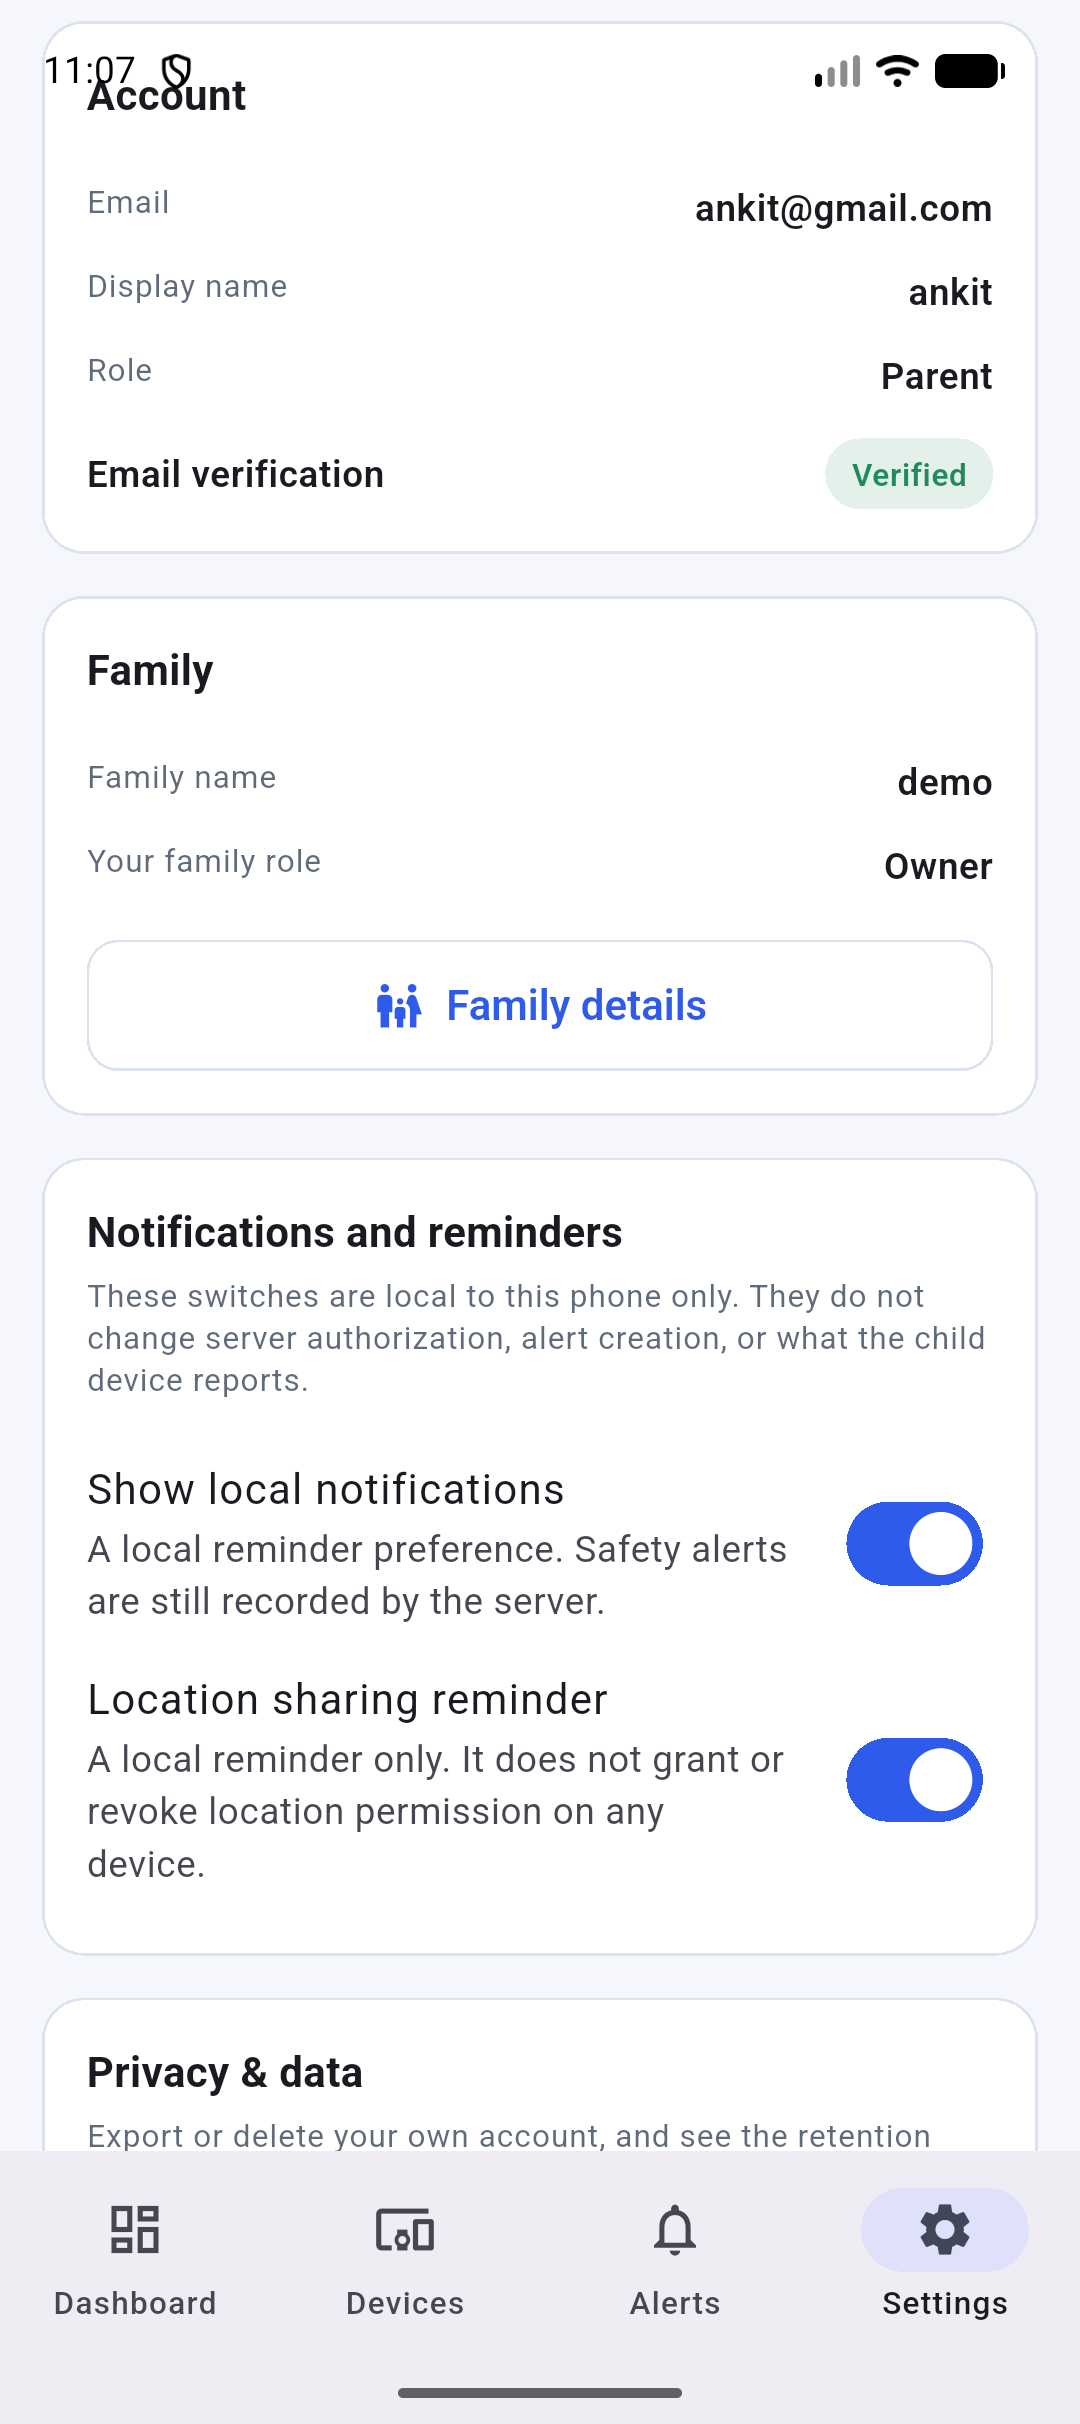 11:07
Account
Email
ankit@gmail.com
Display name
ankit
Role
Parent
Email verification
Verified
Family
Family name
demo
Your family role
Owner
Family details
Notifications and reminders
These switches are local to this phone only. They do not
change server authorization, alert creation, or what the child
device reports.
Show local notifications
A local reminder preference. Safety alerts
are still recorded by the server.
Location sharing reminder
A local reminder only. It does not grant or
revoke location permission on any
device.
Privacy & data
Export or delete your own account, and see the retention
Dashboard
Devices
Alerts
Settings